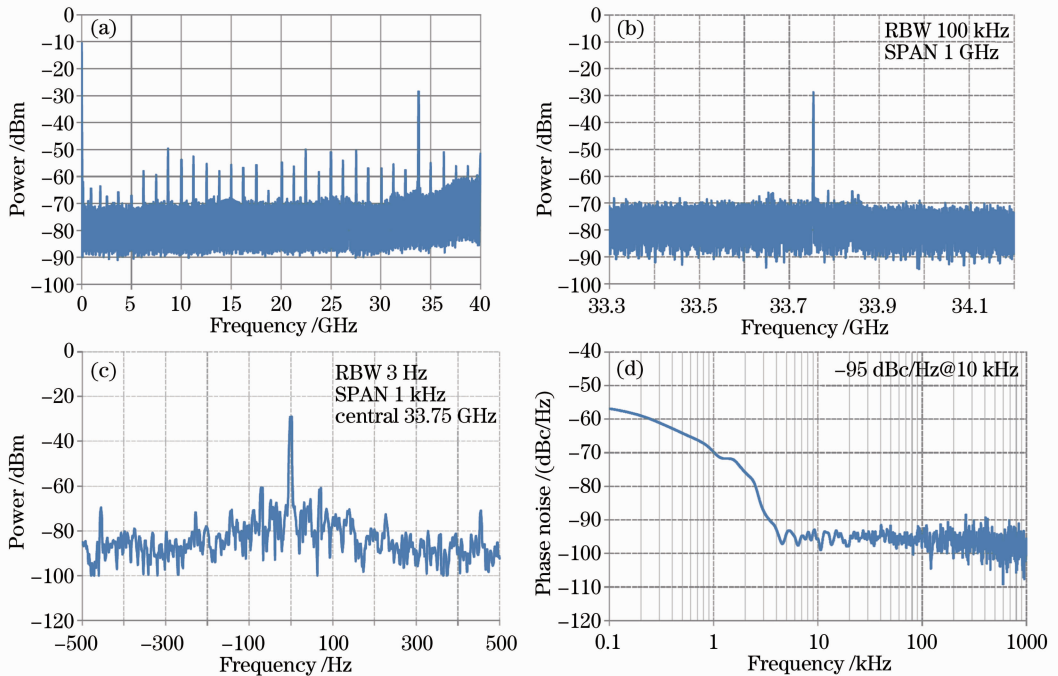 (a)
0
−10
−20
−30
−40
−50
−60
−70
−80
−90
−100
Power /dBm
0 5 10 15 20 25 30 35 40
Frequency /GHz
(b)
RBW 100 kHz
SPAN 1 GHz
0
−10
−20
−30
−40
−50
−60
−70
−80
−90
−100
Power /dBm
33.3 33.5 33.7 33.9 34.1
Frequency /GHz
(c)
RBW 3 Hz
SPAN 1 kHz
central 33.75 GHz
0
−20
−40
−60
−80
−100
−120
Power /dBm
−500 −300 −100 100 300 500
Frequency /Hz
(d)
−95 dBc/Hz@10 kHz
−40
−50
−60
−70
−80
−90
−100
−110
−120
Phase noise /(dBc/Hz)
0.1 1 10 100 1000
Frequency /kHz